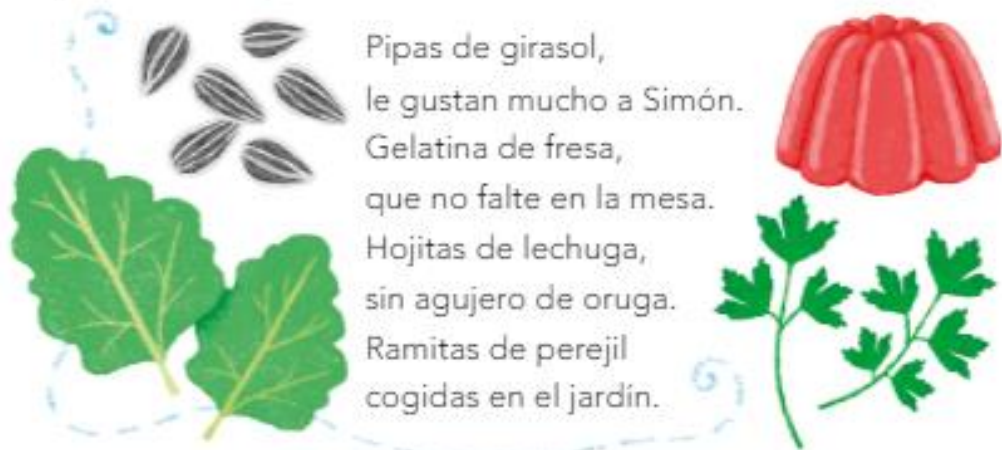 Pipas de girasol,
le gustan mucho a Simón.
Gelatina de fresa,
que no falte en la mesa.
Hojitas de lechuga,
sin agujero de oruga.
Ramitas de perejil
cogidas en el jardín.